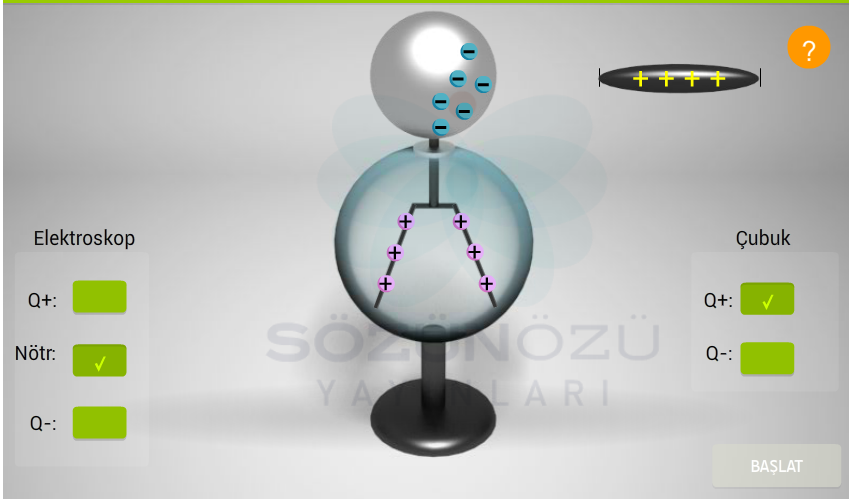 ?
+ + + +
Elektroskop
Q+:
Nötr: ✓
Q-:
Çubuk
Q+: ✓
Q-:
SÖZÜNÖZÜ
YAYINLARI
BAŞLAT